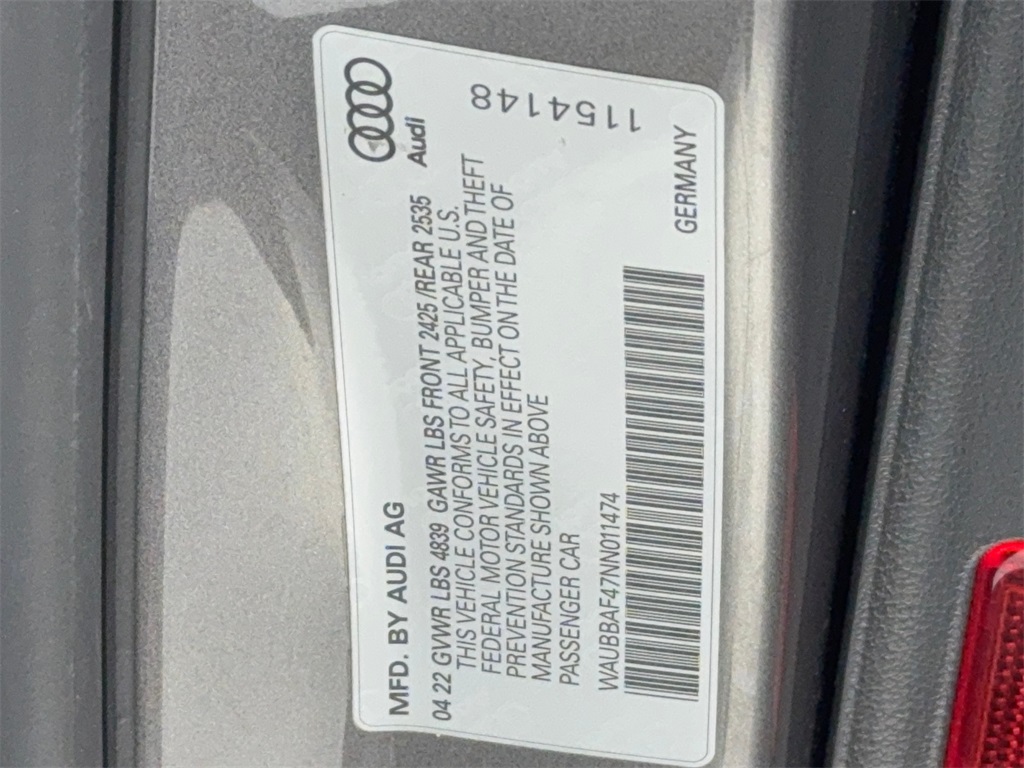 Audi
MFD. BY AUDI AG
04 22 GVWR LBS 4839 GAWR LBS FRONT 2425 /REAR 2535
THIS VEHICLE CONFORMS TO ALL APPLICABLE U.S.
FEDERAL MOTOR VEHICLE SAFETY, BUMPER AND THEFT
PREVENTION STANDARDS IN EFFECT ON THE DATE OF
MANUFACTURE SHOWN ABOVE
PASSENGER CAR
WAUBBAF47NN011474
GERMANY
1154148